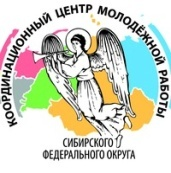 КООРДИНАЦИОННЫЙ ЦЕНТР МОЛОДЁЖНОЙ РАБОТЫ
СИБИРСКОГО
ФЕДЕРАЛЬНОГО ОКРУГА